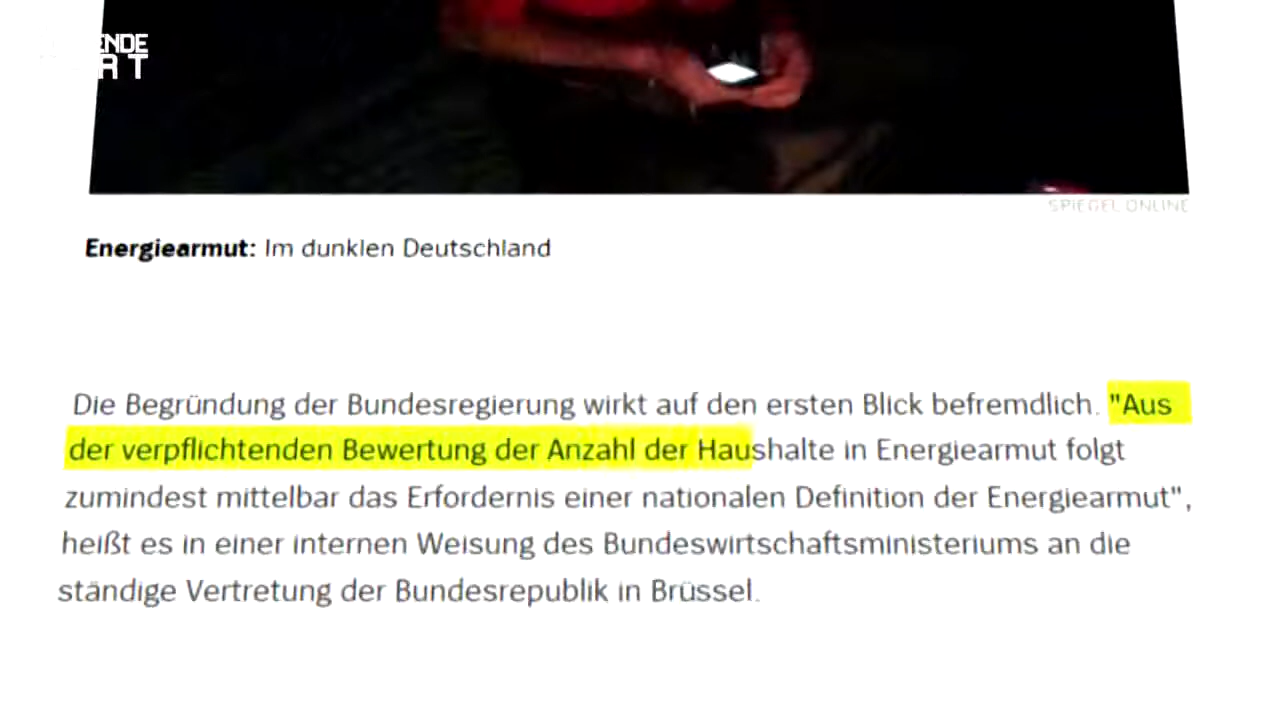 ENDE
RT
SPIEGEL ONLINE
Energiearmut: Im dunklen Deutschland
Die Begründung der Bundesregierung wirkt auf den ersten Blick befremdlich. "Aus
der verpflichtenden Bewertung der Anzahl der Haushalte in Energiearmut folgt
zumindest mittelbar das Erfordernis einer nationalen Definition der Energiearmut",
heißt es in einer internen Weisung des Bundeswirtschaftsministeriums an die
ständige Vertretung der Bundesrepublik in Brüssel.